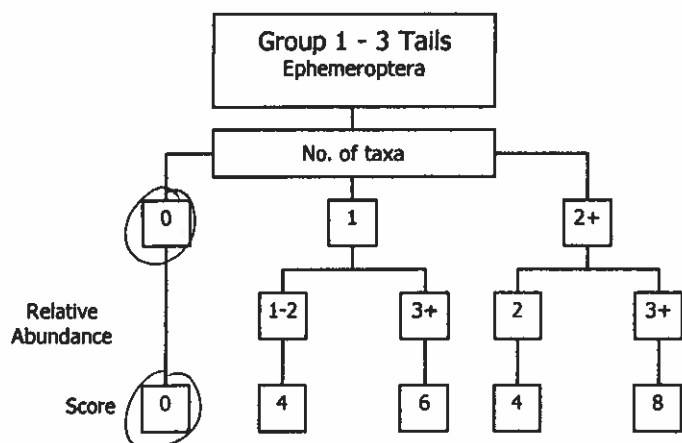 Group 1 - 3 Tails
Ephemeroptera
No. of taxa
0 1 2+
Relative Abundance
1-2 3+ 2 3+
Score
0 4 6 4 8